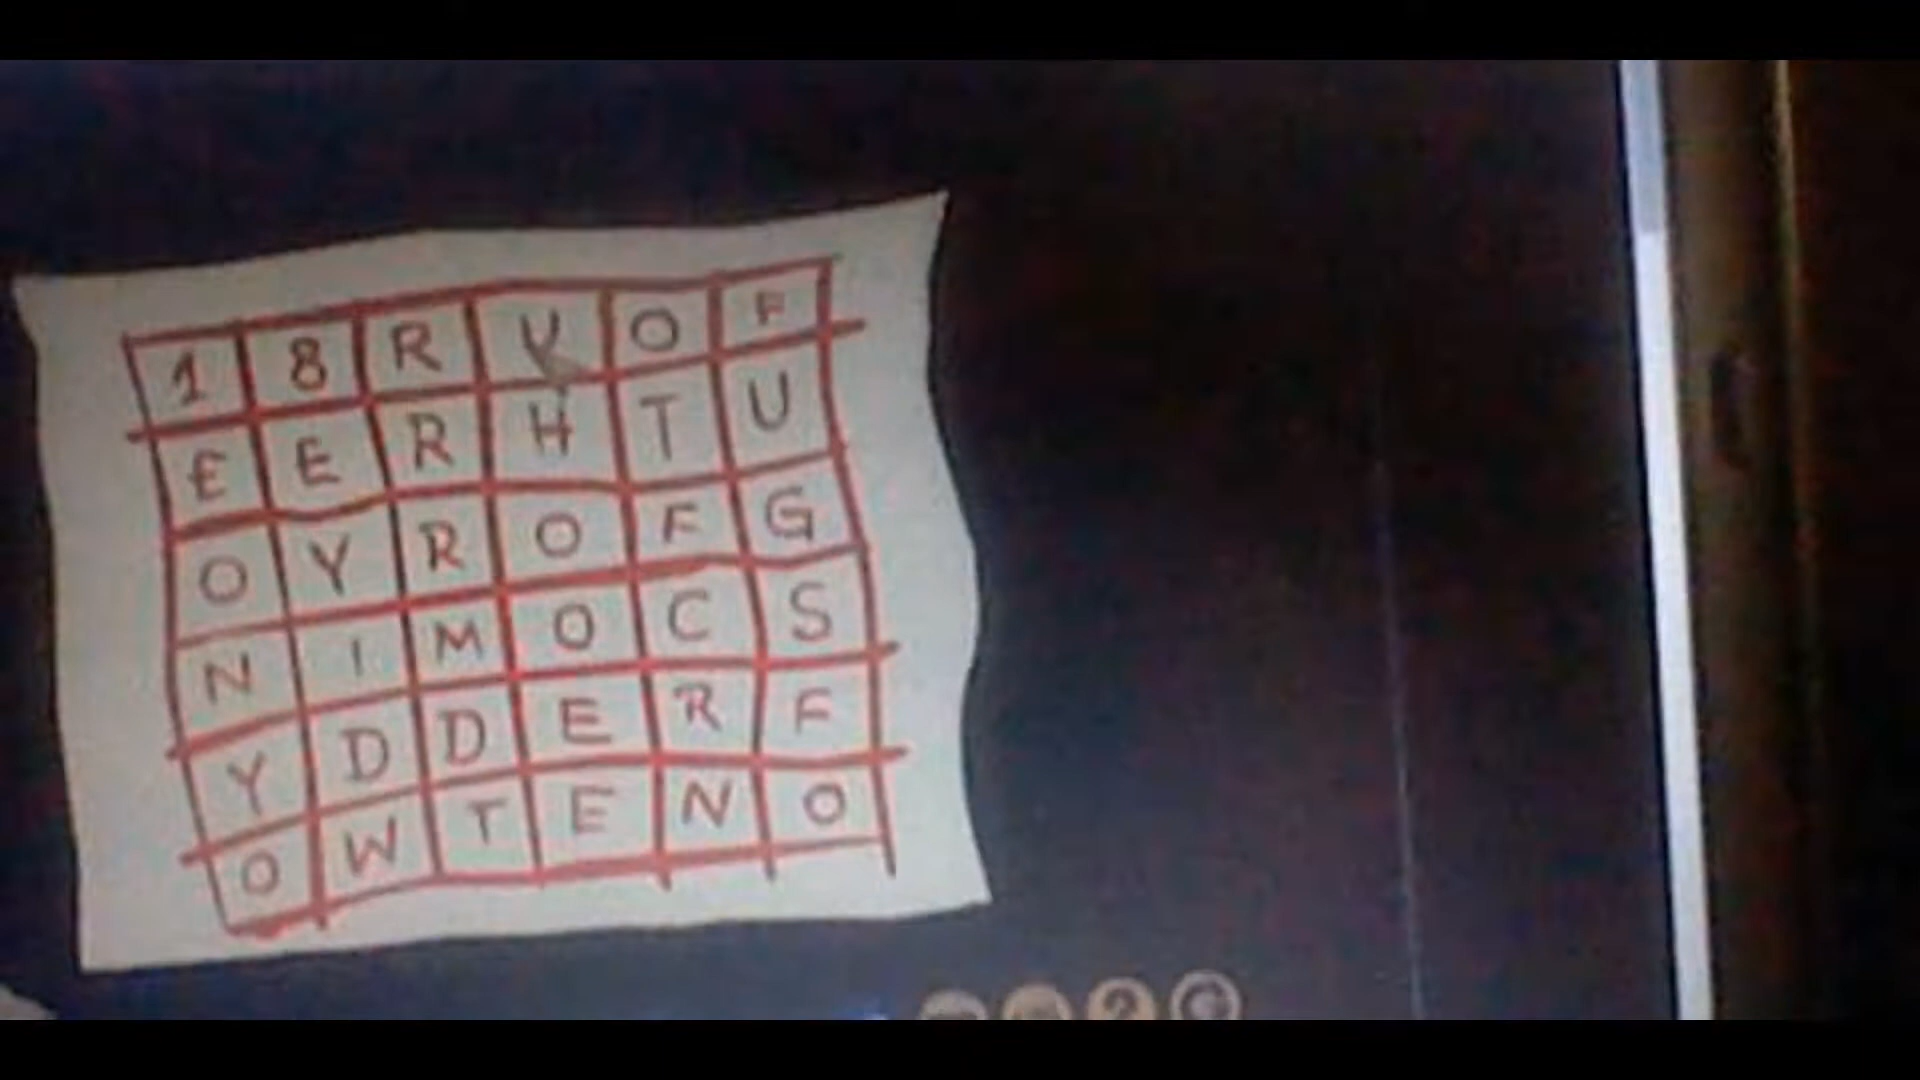 1 8 R U O F
E E R H T U
O Y R O F G
N I M O C S
Y D D E R F
O W T E N O
?